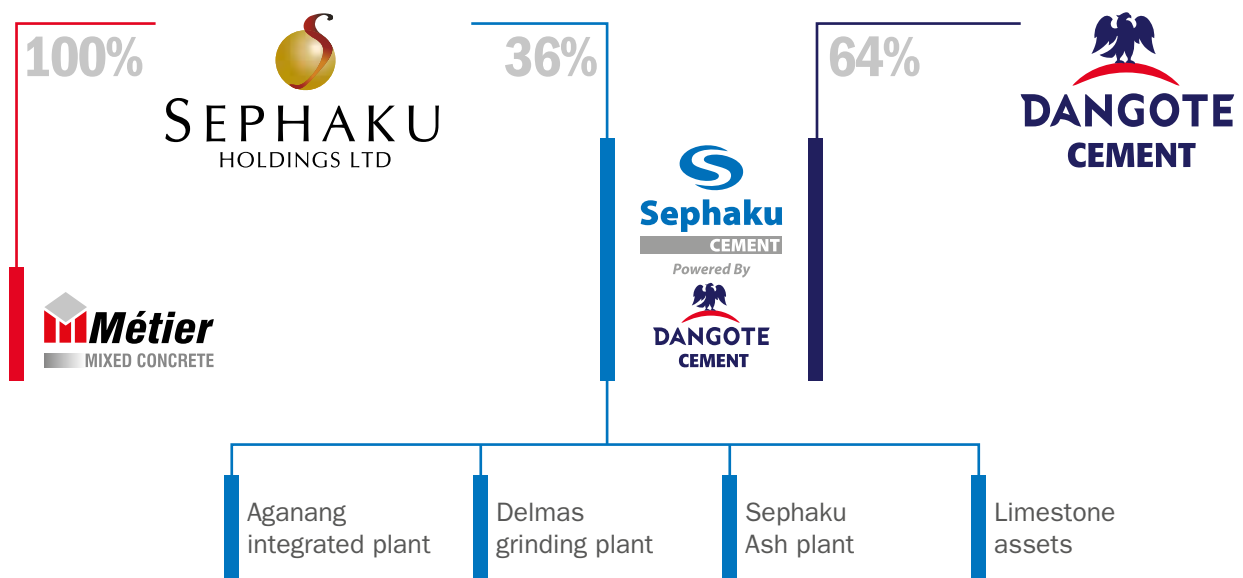 100%
SEPHAKU
HOLDINGS LTD
36%
64%
DANGOTE
CEMENT
Métier
MIXED CONCRETE
Sephaku
CEMENT
Powered By
DANGOTE
CEMENT
Aganang
integrated plant
Delmas
grinding plant
Sephaku
Ash plant
Limestone
assets